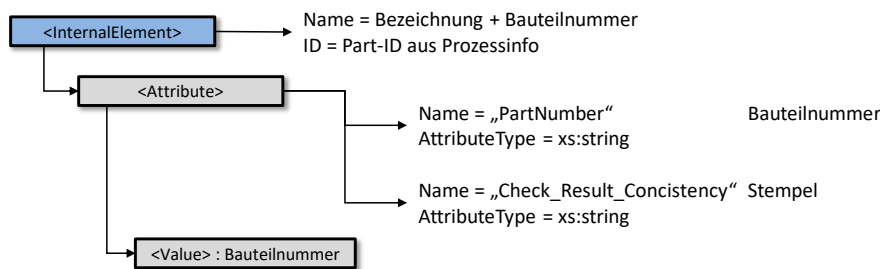 <InternalElement>
Name = Bezeichnung + Bauteilnummer
ID = Part-ID aus Prozessinfo
<Attribute>
Name = „PartNumber“ Bauteilnummer
AttributeType = xs:string
Name = „Check_Result_Concistency“ Stempel
AttributeType = xs:string
<Value> : Bauteilnummer